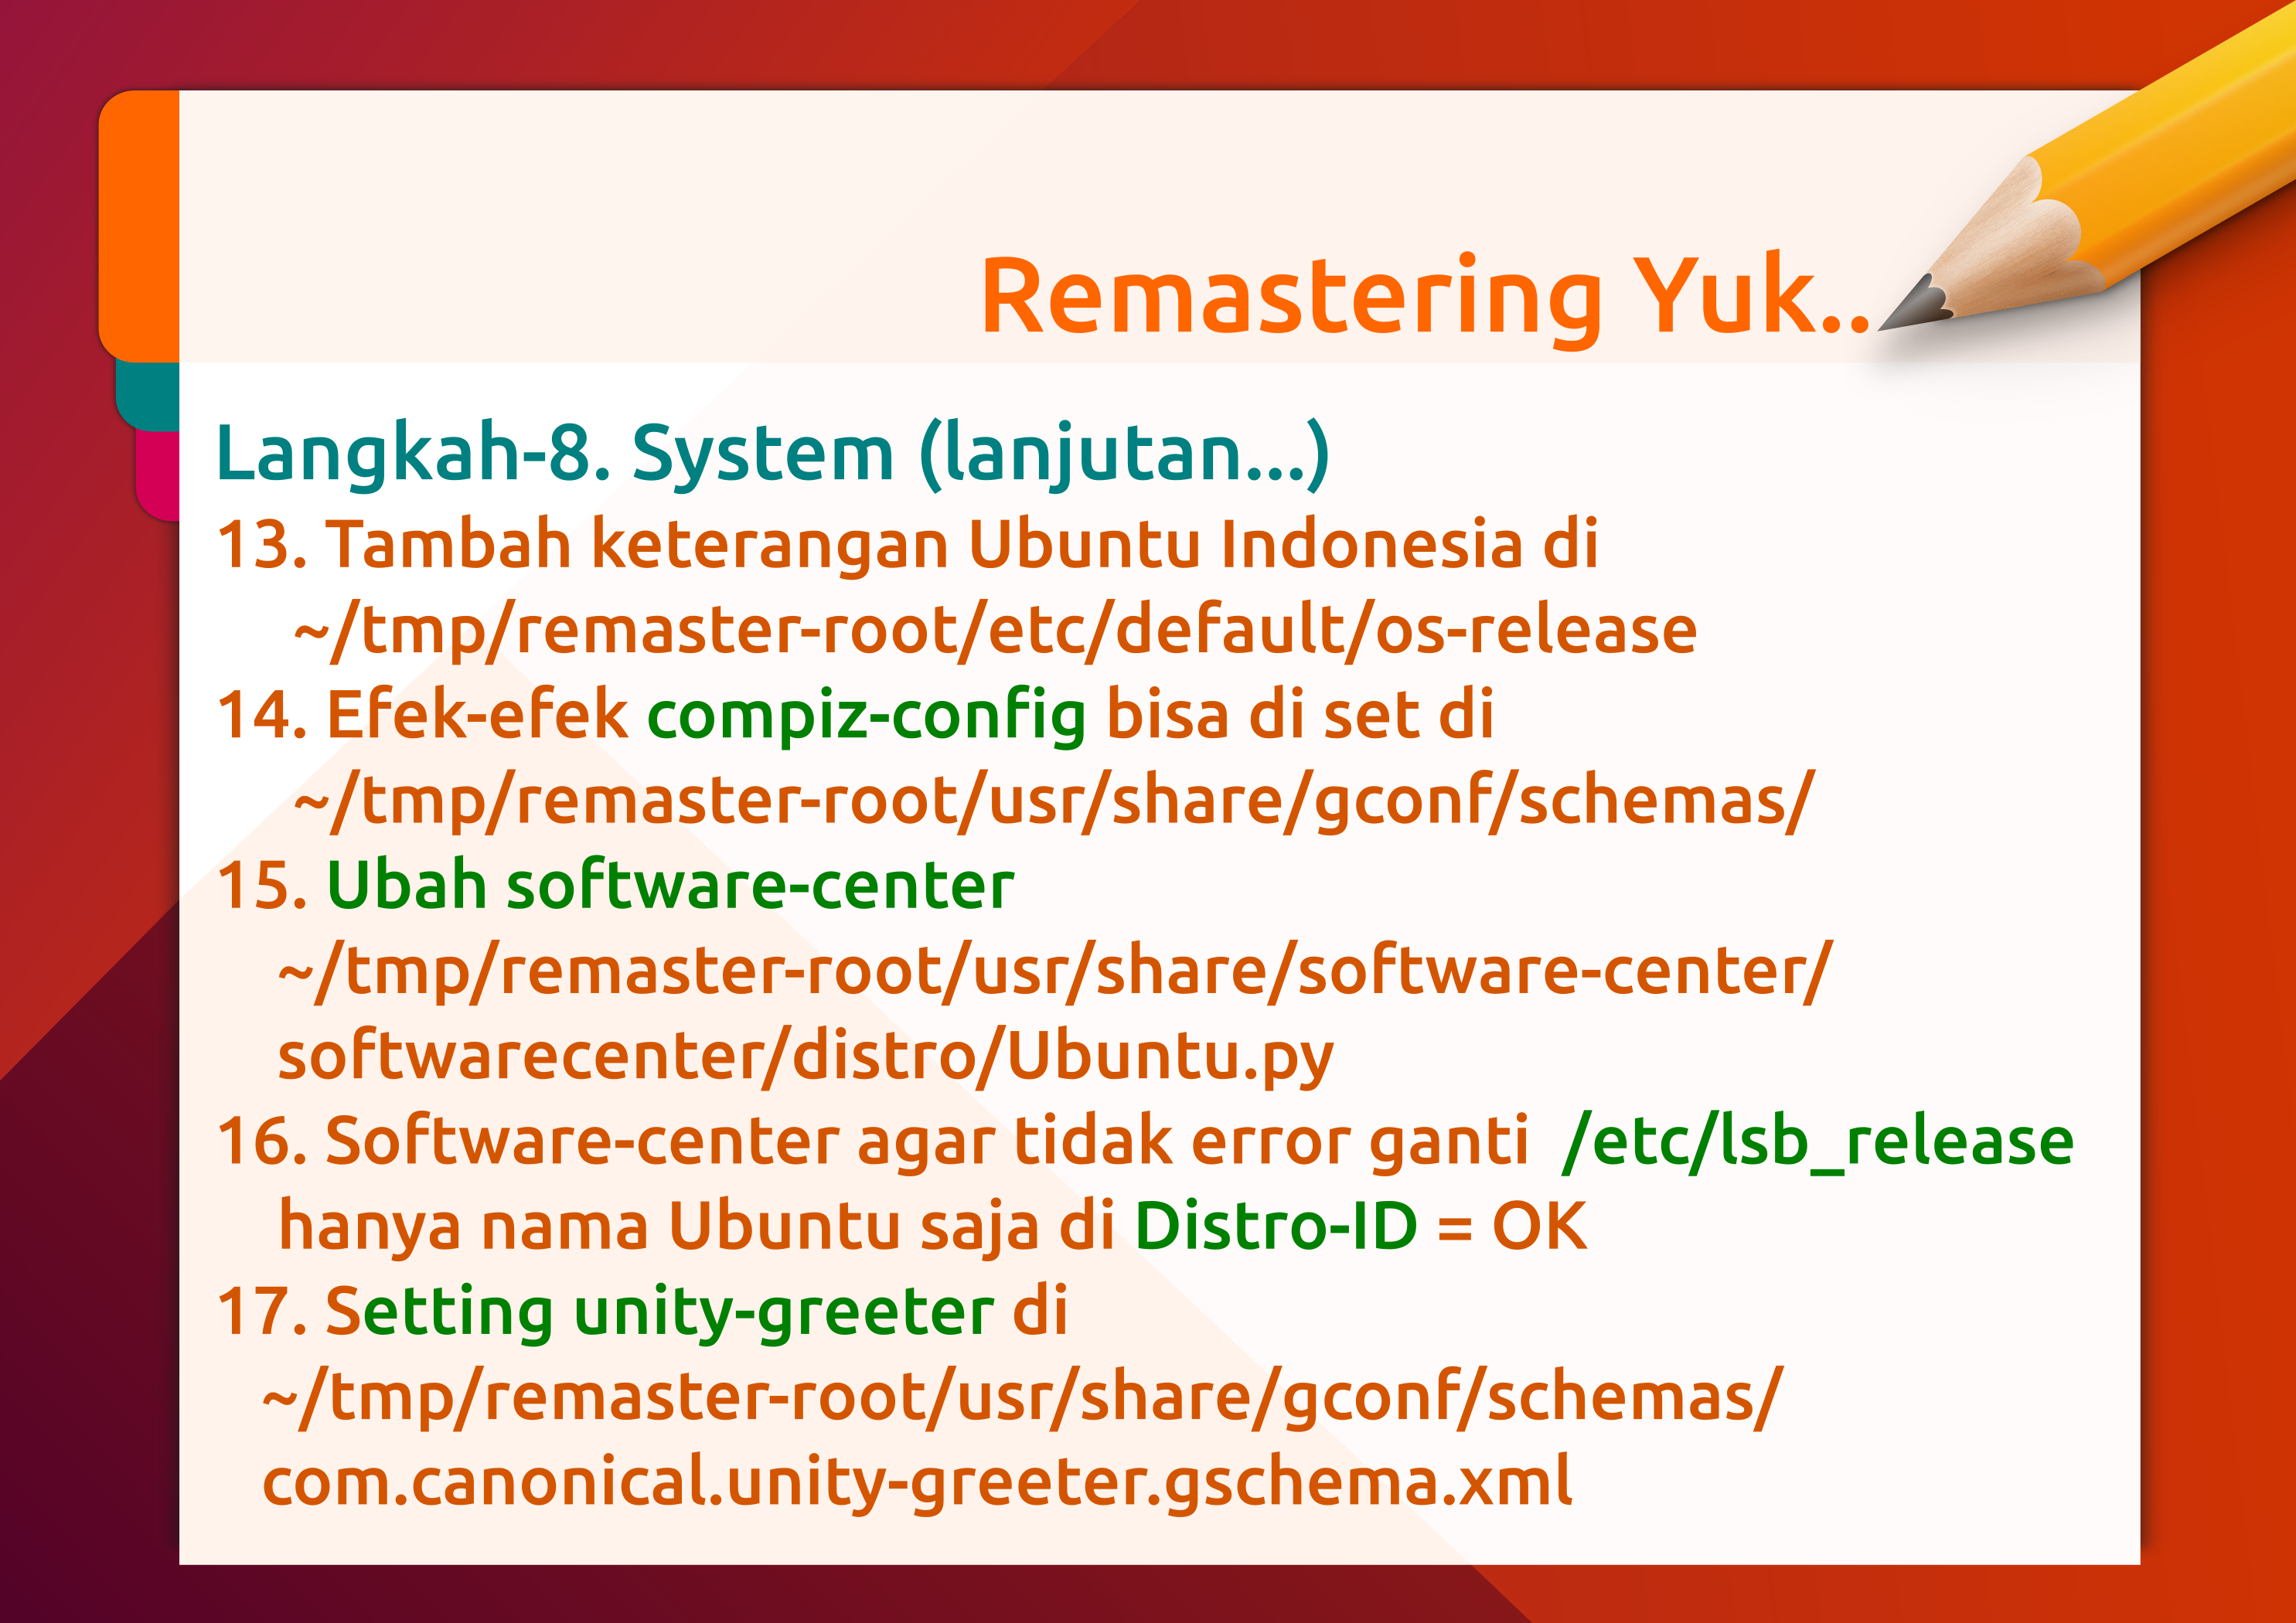 Remastering Yuk..
Langkah-8. System (lanjutan...)
13. Tambah keterangan Ubuntu Indonesia di
~/tmp/remaster-root/etc/default/os-release
14. Efek-efek compiz-config bisa di set di
~/tmp/remaster-root/usr/share/gconf/schemas/
15. Ubah software-center
~/tmp/remaster-root/usr/share/software-center/
softwarecenter/distro/Ubuntu.py
16. Software-center agar tidak error ganti /etc/lsb_release
hanya nama Ubuntu saja di Distro-ID = OK
17. Setting unity-greeter di
~/tmp/remaster-root/usr/share/gconf/schemas/
com.canonical.unity-greeter.gschema.xml